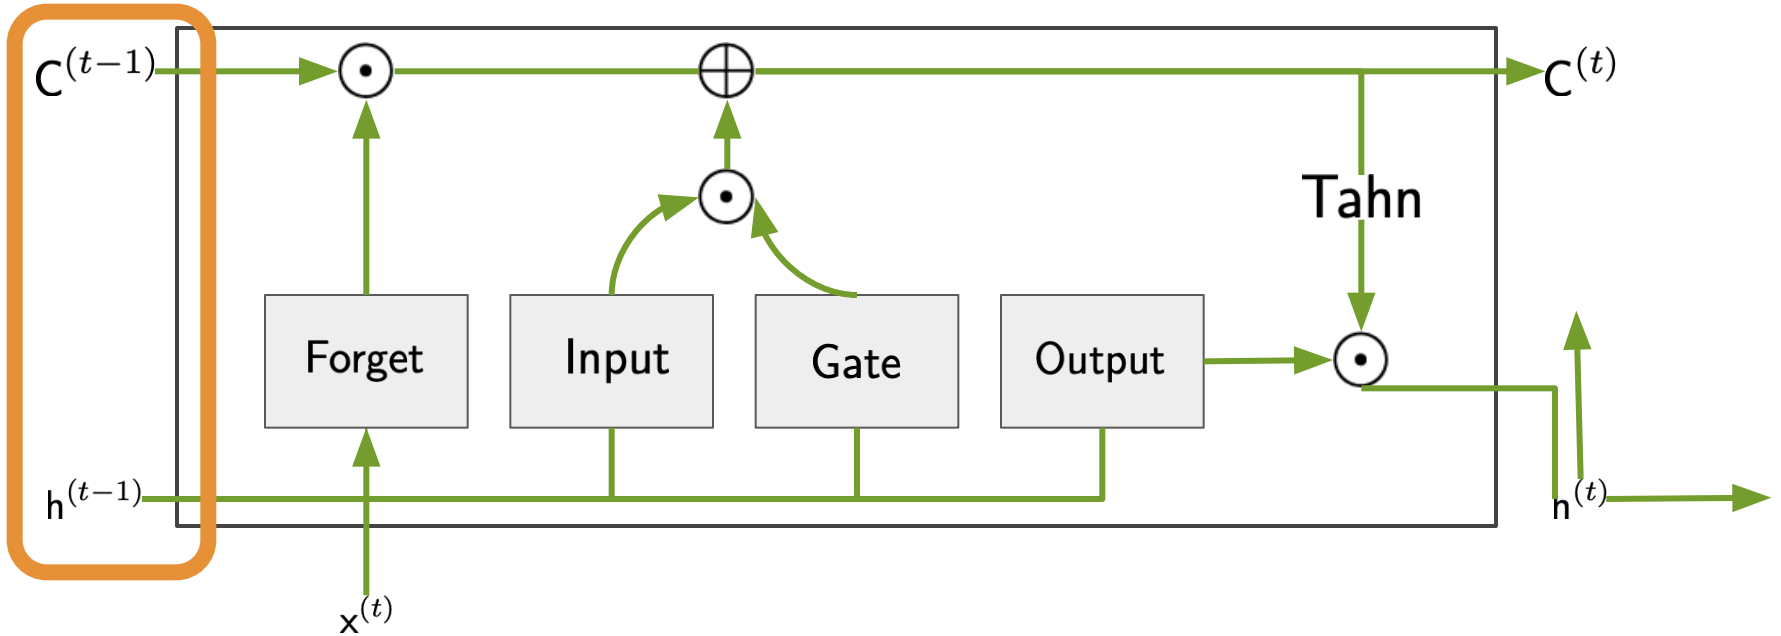 C^(t−1)
C^(t)
Tahn
Forget
Input
Gate
Output
h^(t−1)
h^(t)
x^(t)